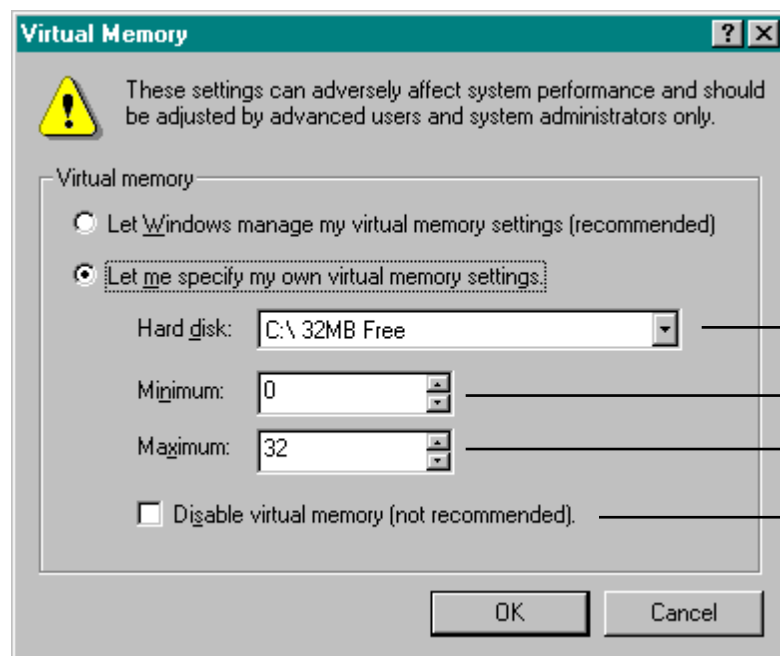 Virtual Memory
These settings can adversely affect system performance and should
be adjusted by advanced users and system administrators only.
Virtual memory
Let Windows manage my virtual memory settings (recommended)
Let me specify my own virtual memory settings.
Hard disk: C:\ 32MB Free
Minimum: 0
Maximum: 32
Disable virtual memory (not recommended).
OK Cancel